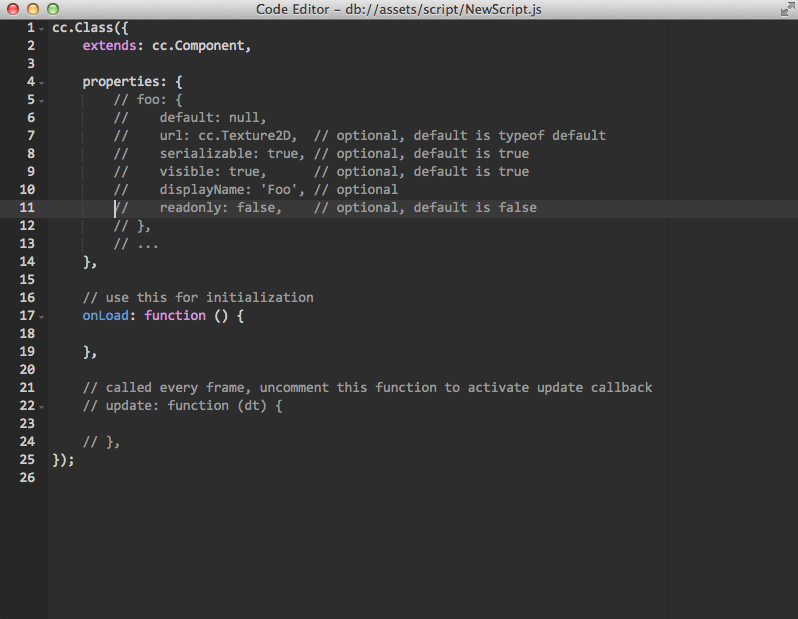 Code Editor – db://assets/script/NewScript.js
1 cc.Class({
2     extends: cc.Component,
3
4     properties: {
5         // foo: {
6         //    default: null,
7         //    url: cc.Texture2D,  // optional, default is typeof default
8         //    serializable: true, // optional, default is true
9         //    visible: true,      // optional, default is true
10         //    displayName: 'Foo', // optional
11         //    readonly: false,    // optional, default is false
12         // },
13         // ...
14     },
15
16     // use this for initialization
17     onLoad: function () {
18
19     },
20
21     // called every frame, uncomment this function to activate update callback
22     // update: function (dt) {
23
24     // },
25 });
26